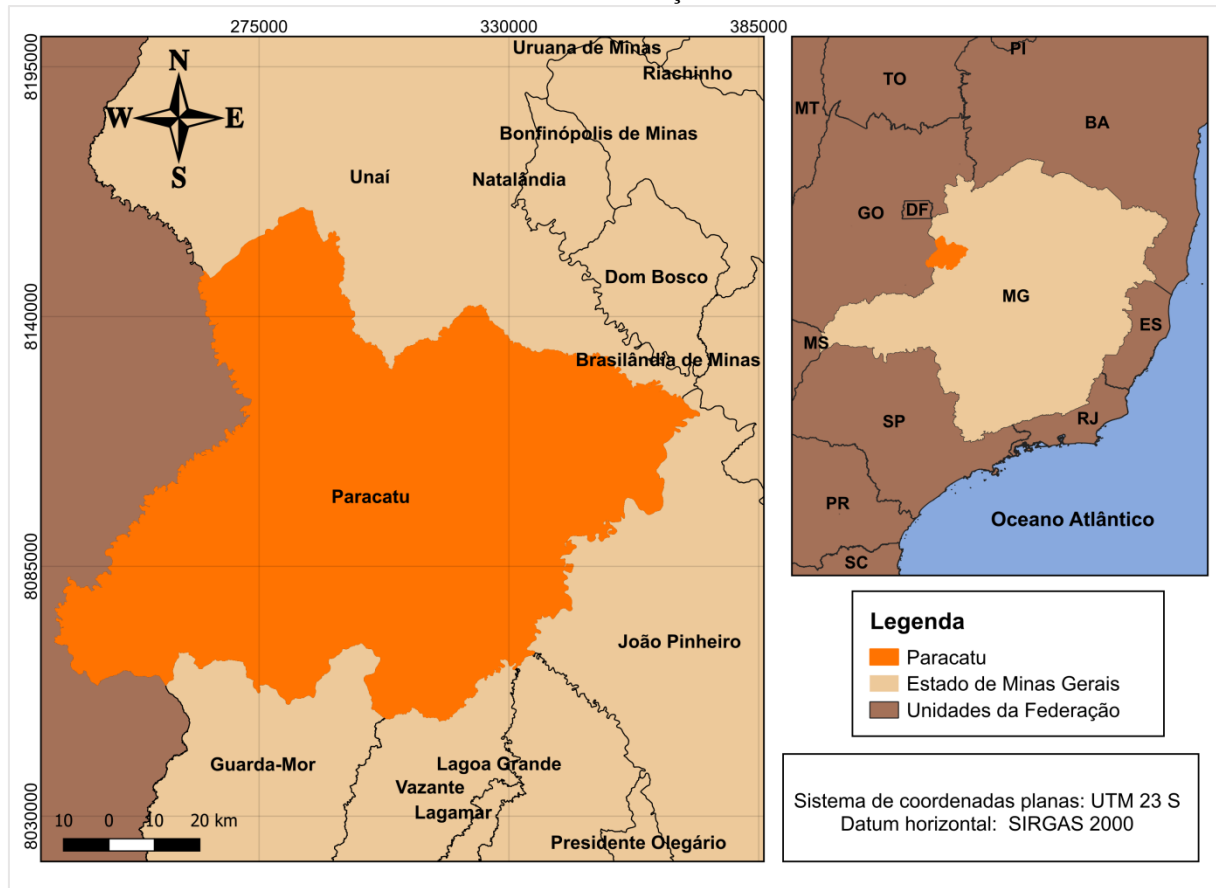 275000
330000
385000
8195000
8140000
8085000
8030000
N
W
E
S
Uruana de Minas
Riachinho
Bonfinópolis de Minas
Unaí
Natalândia
Dom Bosco
Brasilândia de Minas
Paracatu
João Pinheiro
Guarda-Mor
Lagoa Grande
Vazante
Lagamar
Presidente Olegário
10 0 10 20 km
PI
TO
MT
BA
GO
DF
MG
MS
ES
SP
RJ
PR
Oceano Atlântico
SC
Legenda
Paracatu
Estado de Minas Gerais
Unidades da Federação
Sistema de coordenadas planas: UTM 23 S
Datum horizontal: SIRGAS 2000